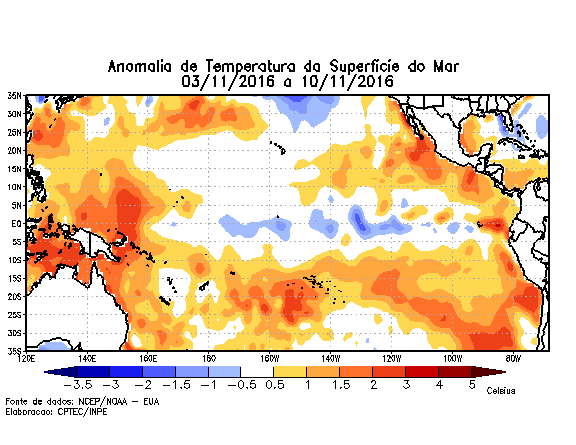 Anomalia de Temperatura da Superfície do Mar
03/11/2016 a 10/11/2016
35N
30N
25N
20N
15N
10N
5N
EQ
5S
10S
15S
20S
25S
30S
35S
120E 140E 160E 180 160W 140W 120W 100W 80W
-3.5 -3 -2 -1.5 -1 -0.5 0.5 1 1.5 2 2.5 3 4 5
Celsius
Fonte de dados: NCEP/NOAA - EUA
Elaboracao: CPTEC/INPE